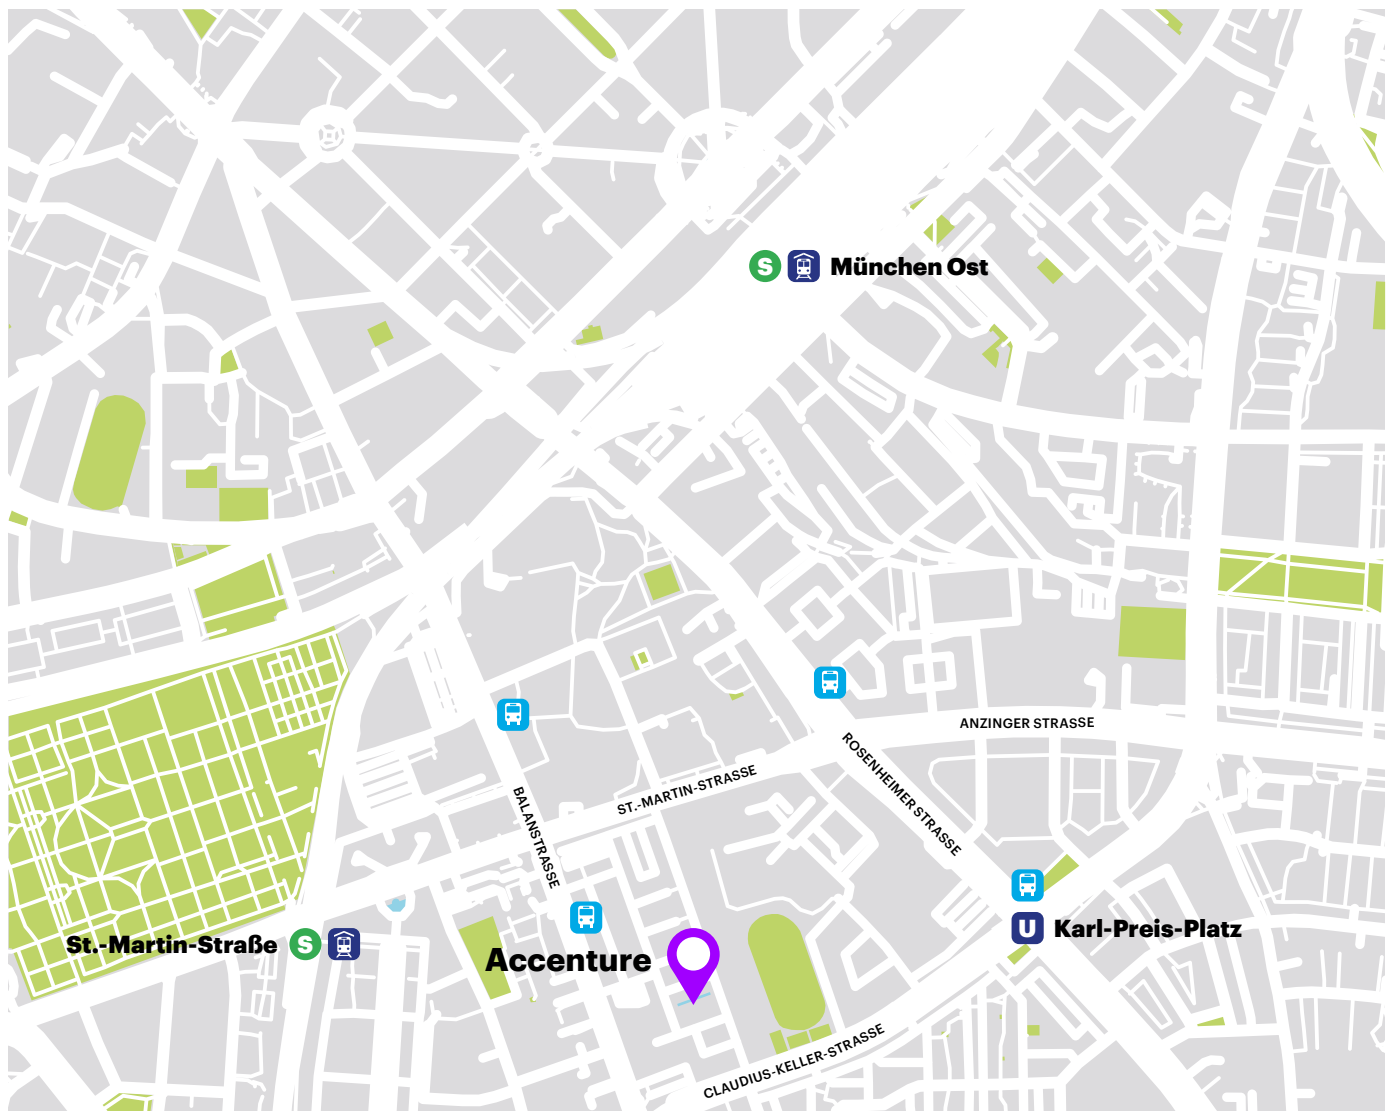 S München Ost
ANZINGER STRASSE
ROSENHEIMER STRASSE
ST.-MARTIN-STRASSE
BALANSTRASSE
U Karl-Preis-Platz
St.-Martin-Straße S
Accenture
CLAUDIUS-KELLER-STRASSE